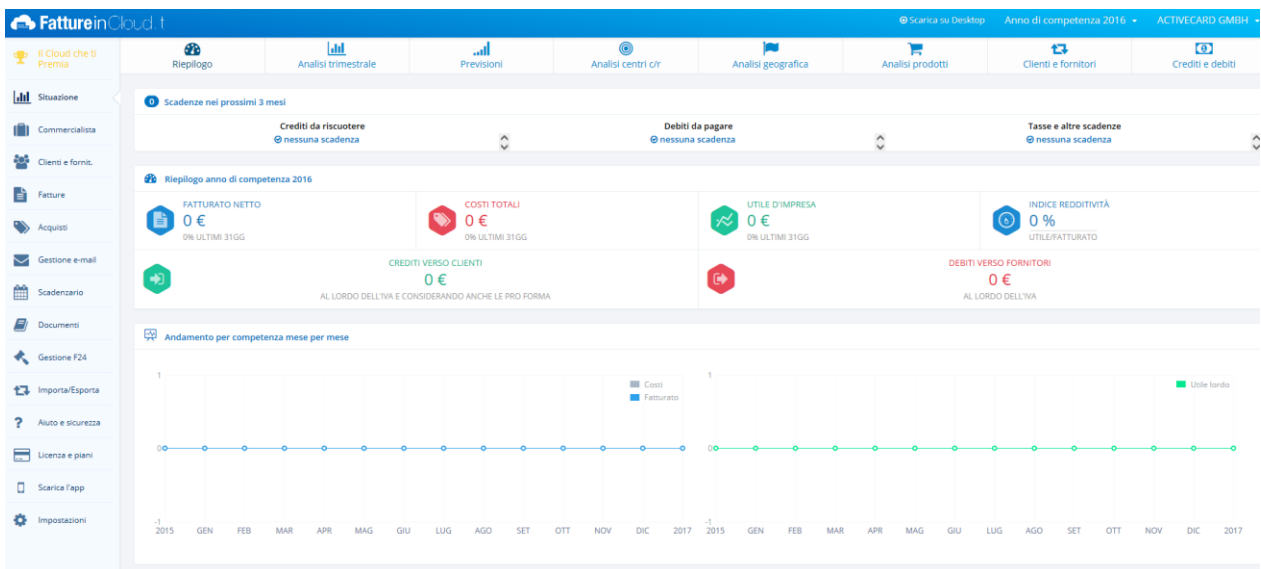 FattureinCloud.it
Scarica su Desktop
Anno di competenza 2016
ACTIVECARD GMBH
Il Cloud che ti
Premia
Situazione
Commercialista
Clienti e fornit.
Fatture
Acquisti
Gestione e-mail
Scadenzario
Documenti
Gestione F24
Importa/Esporta
Aiuto e sicurezza
Licenza e piani
Scarica l'app
Impostazioni
Riepilogo
Analisi trimestrale
Previsioni
Analisi centri c/r
Analisi geografica
Analisi prodotti
Clienti e fornitori
Crediti e debiti
0 Scadenze nei prossimi 3 mesi
Crediti da riscuotere
nessuna scadenza
Debiti da pagare
nessuna scadenza
Tasse e altre scadenze
nessuna scadenza
Riepilogo anno di competenza 2016
FATTURATO NETTO
0 €
0% ULTIMI 31GG
COSTI TOTALI
0 €
0% ULTIMI 31GG
UTILE D'IMPRESA
0 €
0% ULTIMI 31GG
INDICE REDDITIVITÀ
0 %
UTILE/FATTURATO
CREDITI VERSO CLIENTI
0 €
AL LORDO DELL'IVA E CONSIDERANDO ANCHE LE PRO FORMA
DEBITI VERSO FORNITORI
0 €
AL LORDO DELL'IVA
Andamento per competenza mese per mese
1
Costi
Fatturato
0
-1
2015 GEN FEB MAR APR MAG GIU LUG AGO SET OTT NOV DIC 2017
1
Utile lordo
0
-1
2015 GEN FEB MAR APR MAG GIU LUG AGO SET OTT NOV DIC 2017